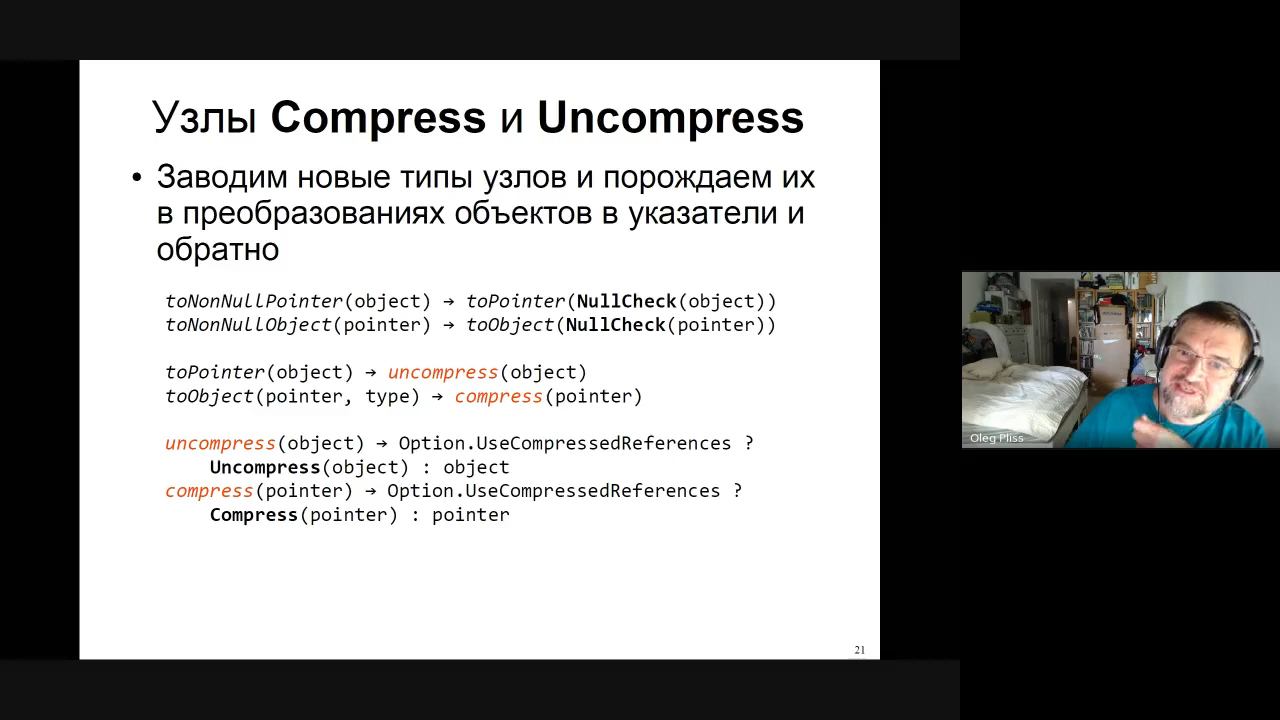 Узлы Compress и Uncompress
• Заводим новые типы узлов и порождаем их
в преобразованиях объектов в указатели и
обратно
toNonNullPointer(object) → toPointer(NullCheck(object))
toNonNullObject(pointer) → toObject(NullCheck(pointer))
toPointer(object) → uncompress(object)
toObject(pointer, type) → compress(pointer)
uncompress(object) → Option.UseCompressedReferences ?
Uncompress(object) : object
compress(pointer) → Option.UseCompressedReferences ?
Compress(pointer) : pointer
21
Oleg Pliss